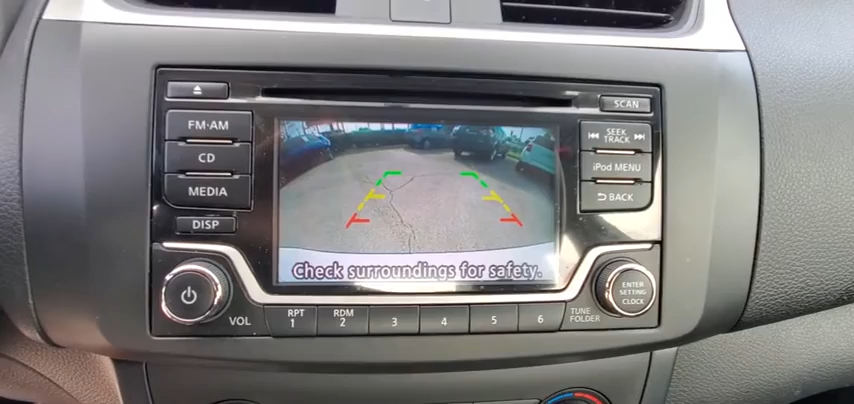 SCAN
FM·AM
CD
MEDIA
DISP
SEEK
TRACK
iPod MENU
BACK
Check surroundings for safety.
VOL
RPT
1
RDM
2
3
4
5
6
TUNE
FOLDER
ENTER
SETTING
CLOCK